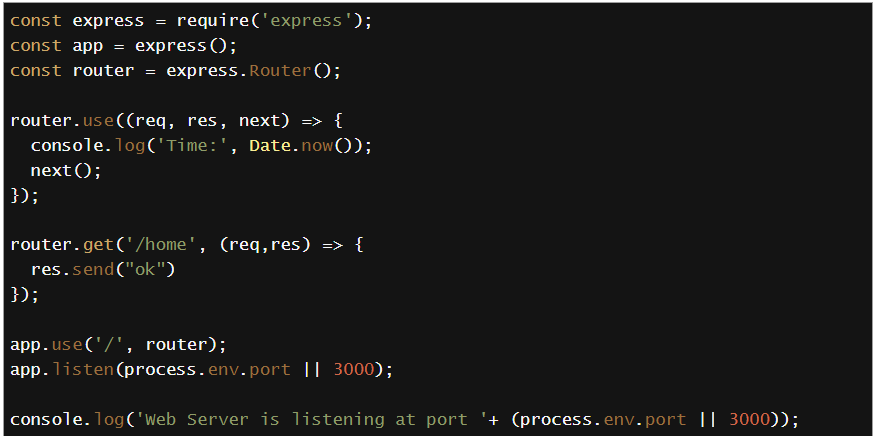 const express = require('express');
const app = express();
const router = express.Router();
router.use((req, res, next) => {
  console.log('Time:', Date.now());
  next();
});
router.get('/home', (req,res) => {
  res.send("ok")
});
app.use('/', router);
app.listen(process.env.port || 3000);
console.log('Web Server is listening at port '+ (process.env.port || 3000));